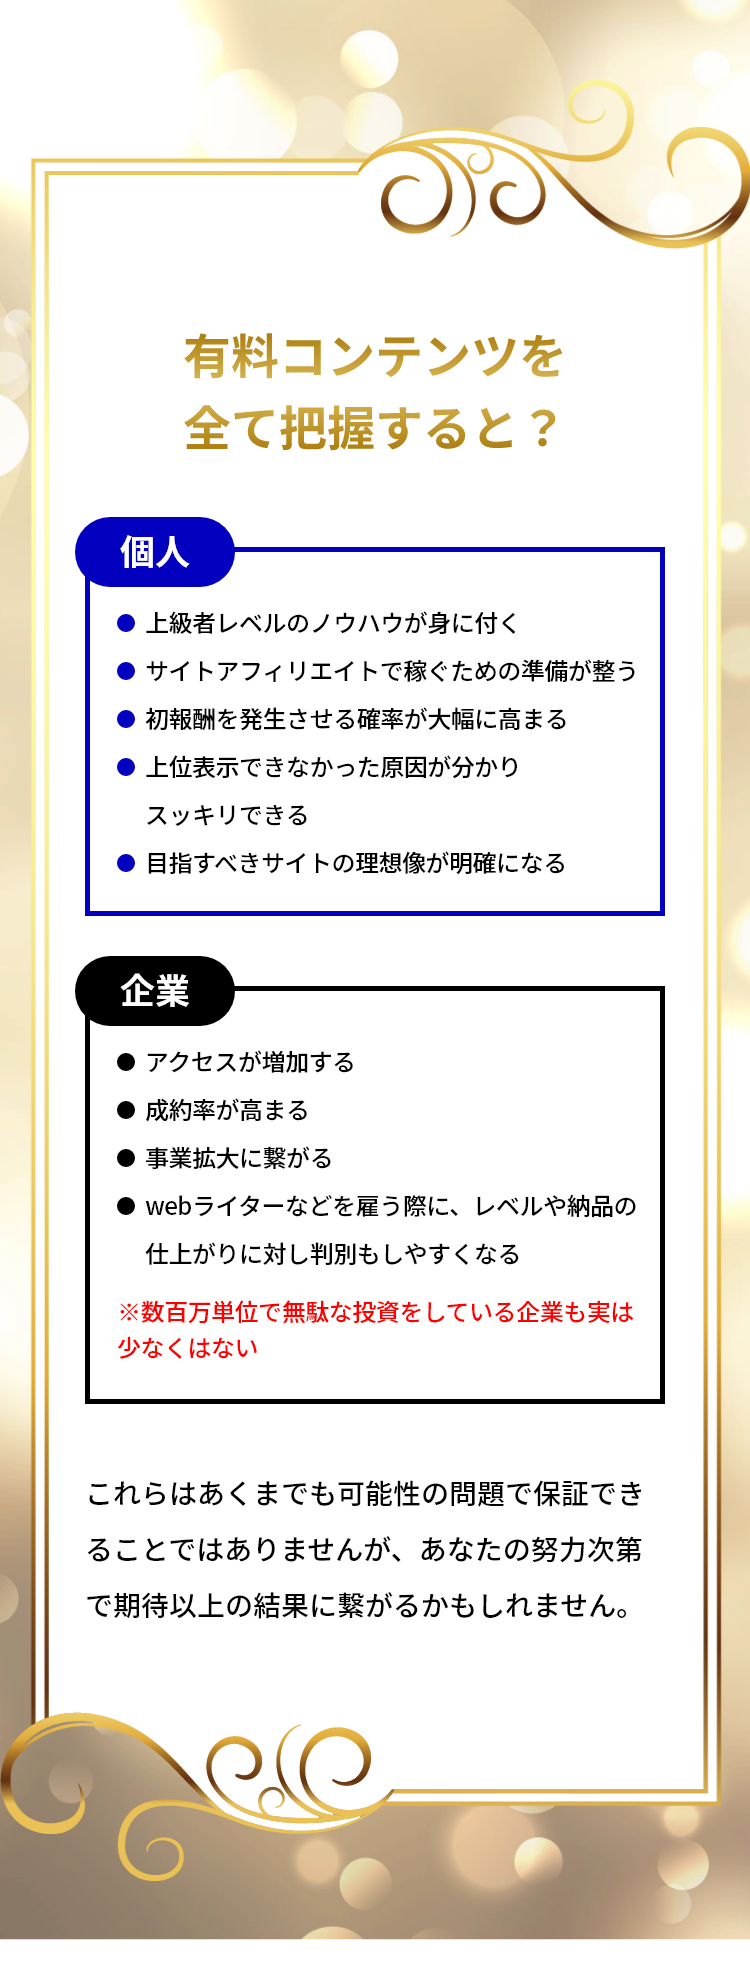 有料コンテンツを
全て把握すると？
個人
● 上級者レベルのノウハウが身に付く
● サイトアフィリエイトで稼ぐための準備が整う
● 初報酬を発生させる確率が大幅に高まる
● 上位表示できなかった原因が分かり
スッキリできる
● 目指すべきサイトの理想像が明確になる
企業
● アクセスが増加する
● 成約率が高まる
● 事業拡大に繋がる
● webライターなどを雇う際に、レベルや納品の
仕上がりに対し判別もしやすくなる
※数百万単位で無駄な投資をしている企業も実は
少なくはない
これらはあくまでも可能性の問題で保証でき
ることではありませんが、あなたの努力次第
で期待以上の結果に繋がるかもしれません。